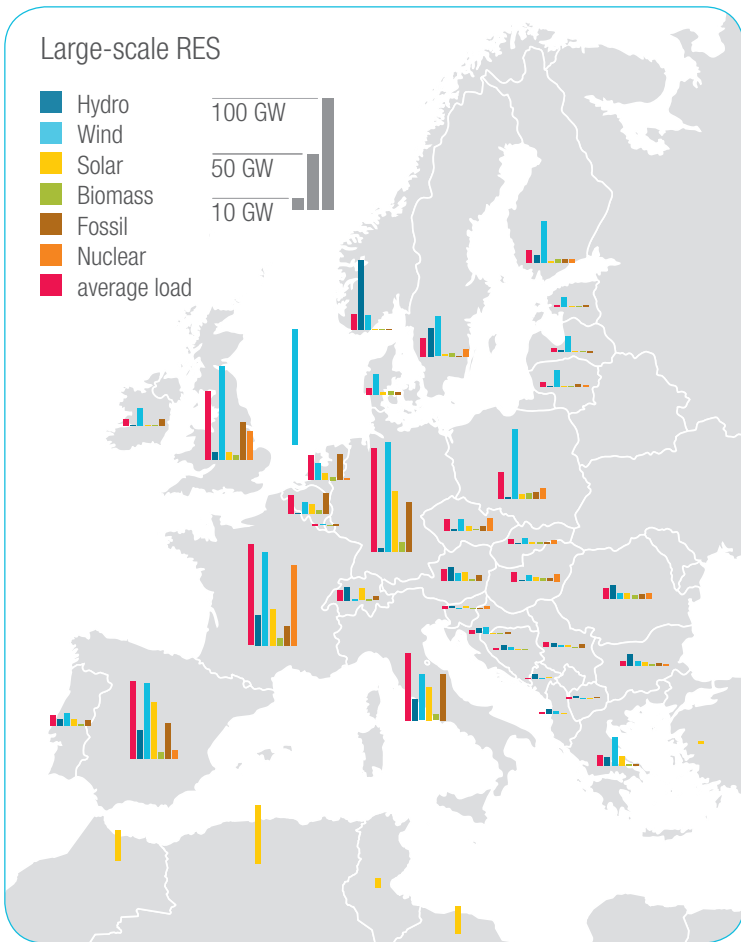 Large-scale RES
Hydro
Wind
Solar
Biomass
Fossil
Nuclear
average load
100 GW
50 GW
10 GW